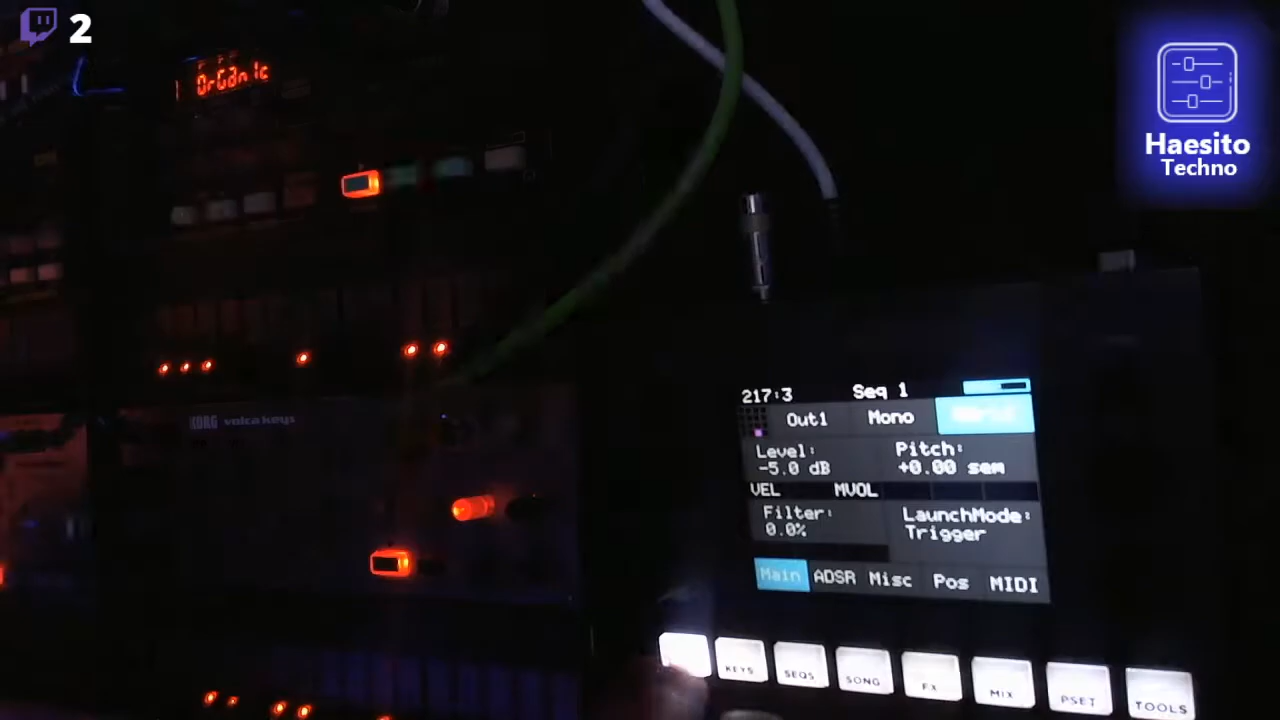 2
Haesito
Techno
OrGanIc
KORG volca keys
217:3 Seq 1
Out1 Mono
Level: Pitch:
-5.0 dB +0.00 sem
VEL MVOL
Filter: LaunchMode:
0.0% Trigger
Main ADSR Misc Pos MIDI
KEYS SEQS SONG FX MIX PSET TOOLS